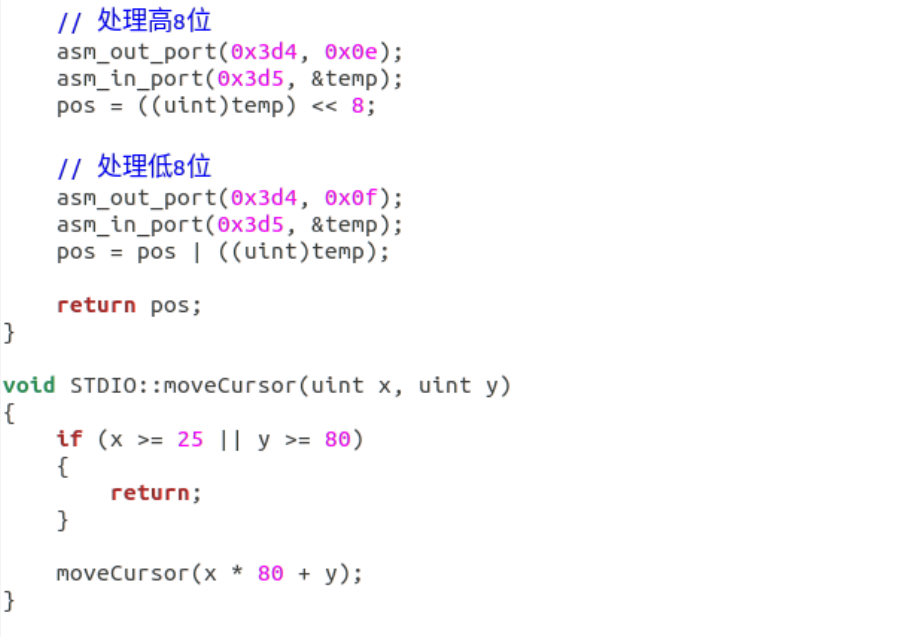 // 处理高8位
asm_out_port(0x3d4, 0x0e);
asm_in_port(0x3d5, &temp);
pos = ((uint)temp) << 8;
// 处理低8位
asm_out_port(0x3d4, 0x0f);
asm_in_port(0x3d5, &temp);
pos = pos | ((uint)temp);
return pos;
}
void STDIO::moveCursor(uint x, uint y)
{
if (x >= 25 || y >= 80)
{
return;
}
moveCursor(x * 80 + y);
}